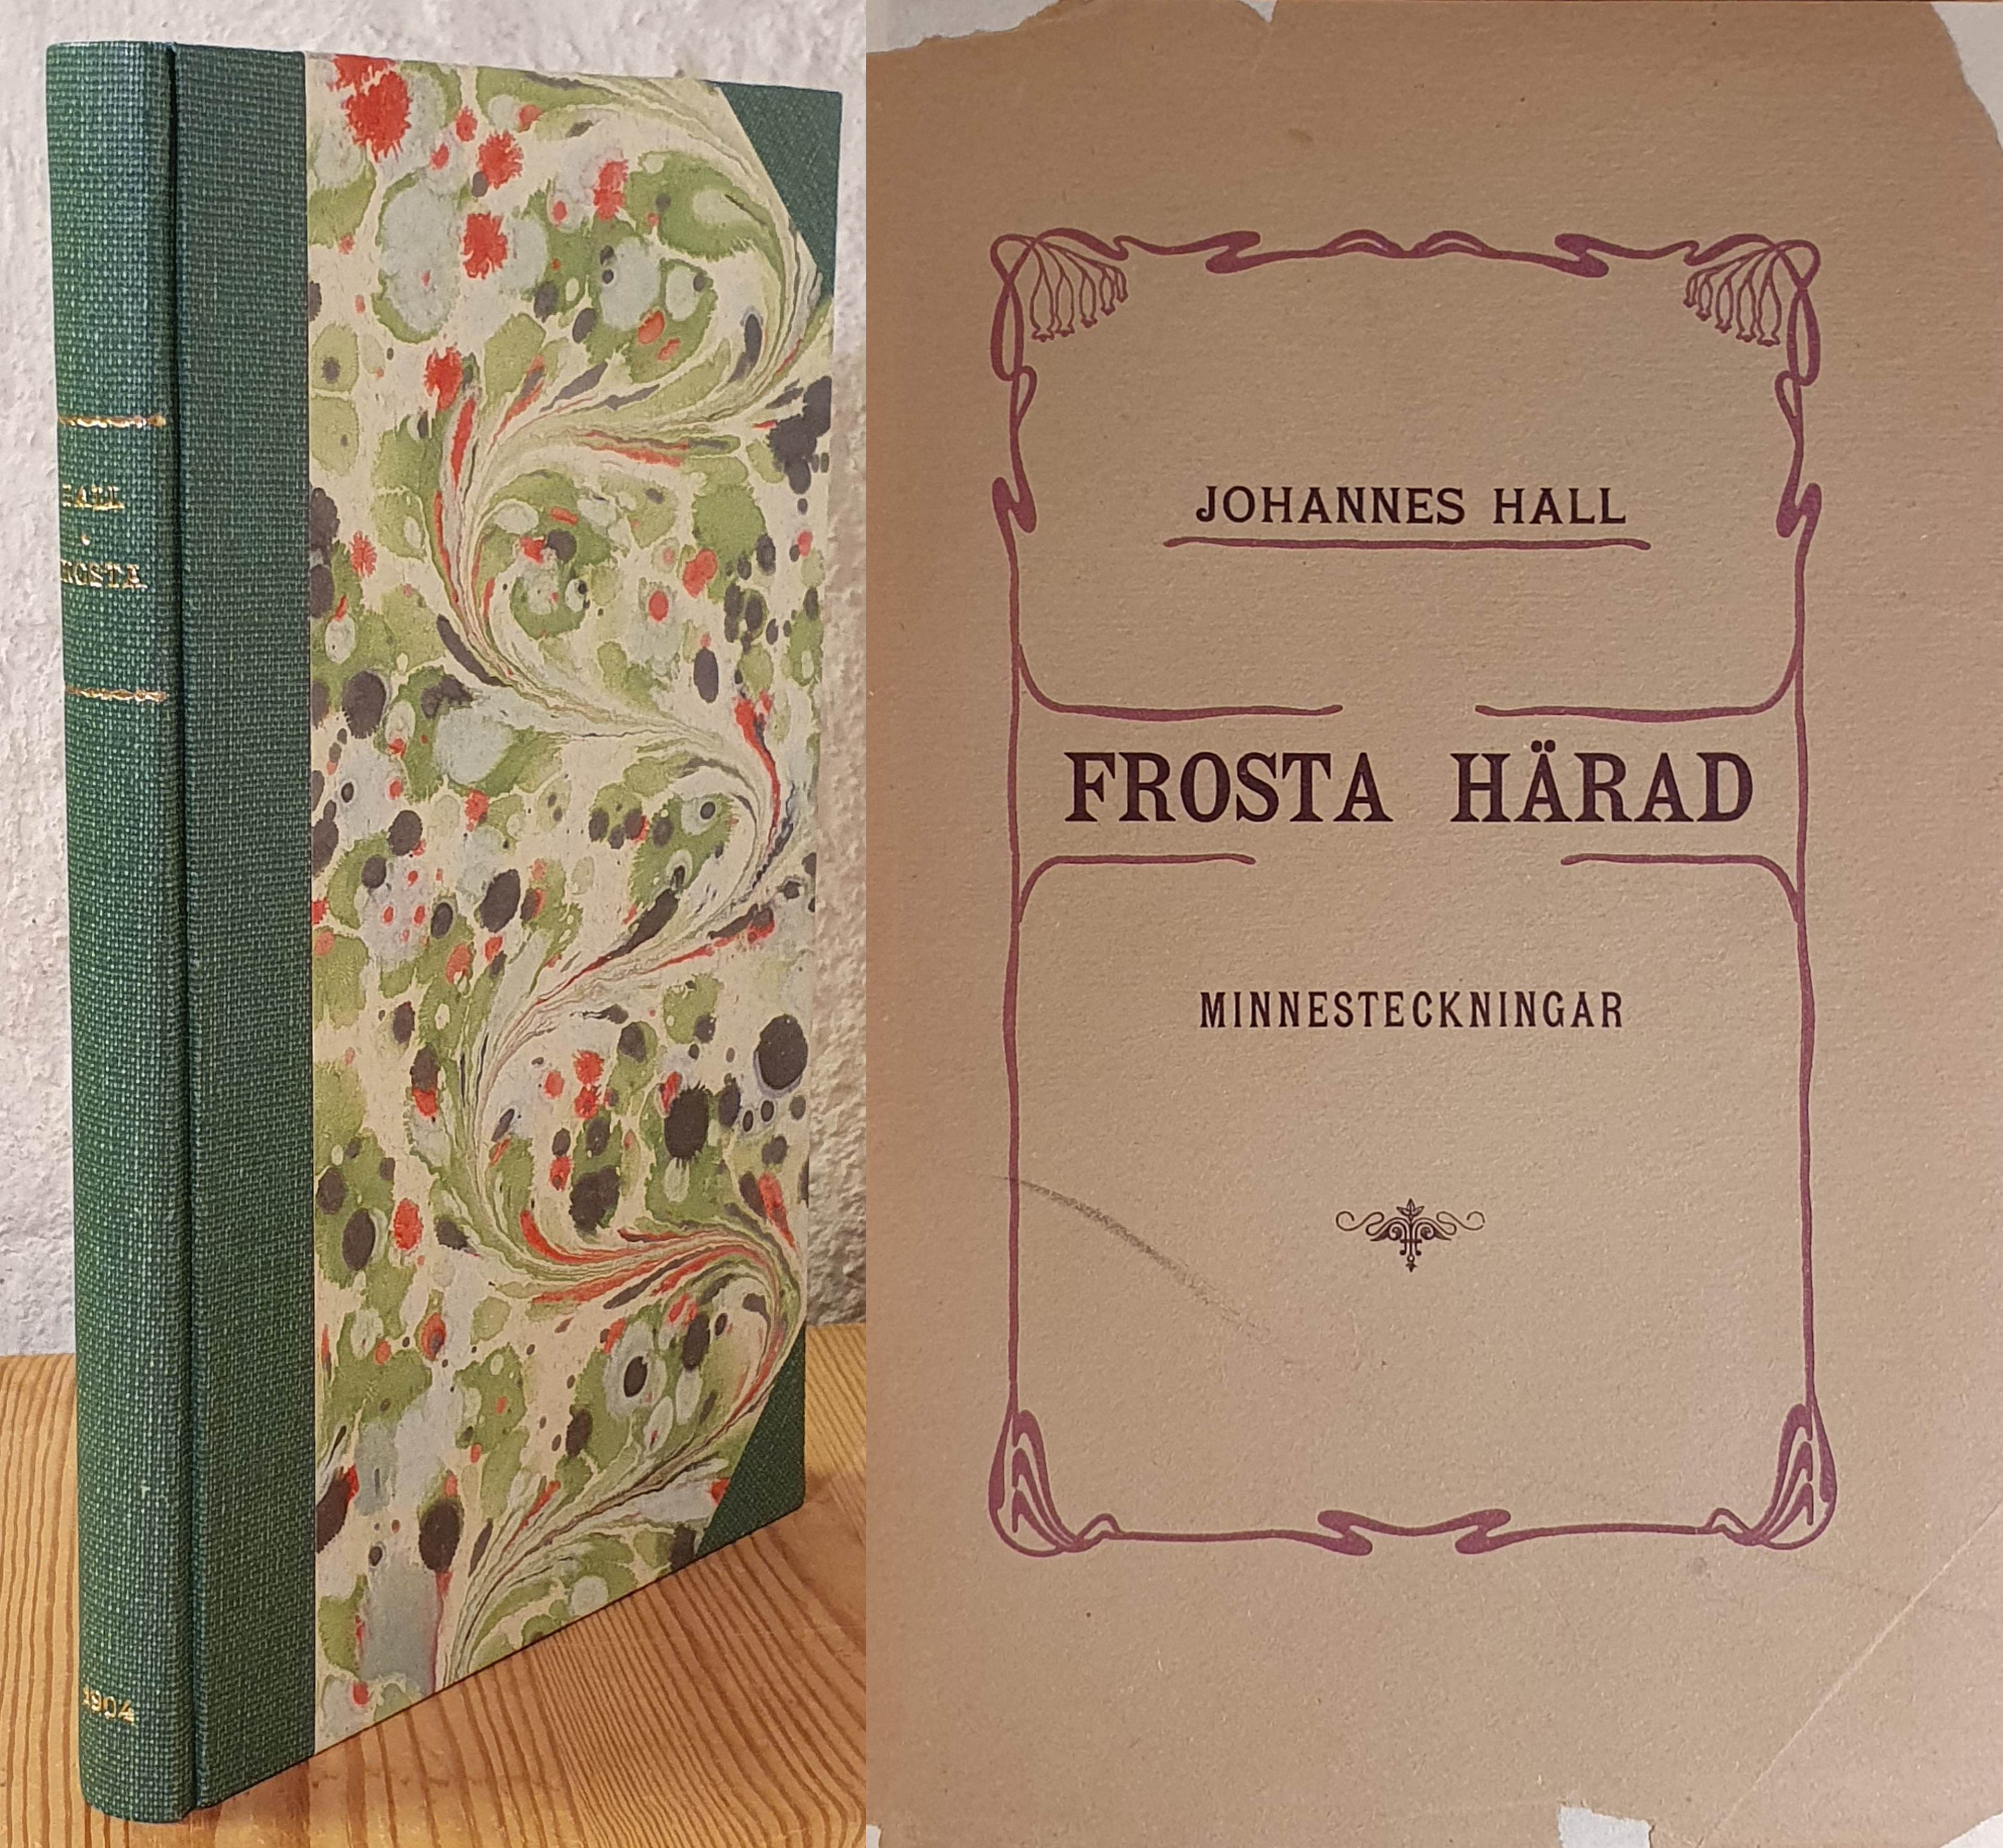 HALL
FROSTA
1904
JOHANNES HALL
FROSTA HÄRAD
MINNESTECKNINGAR